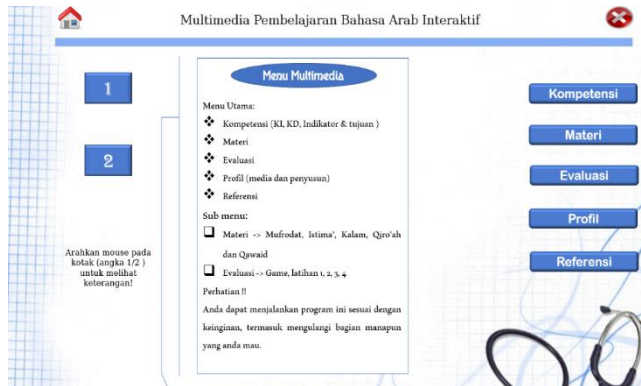 Multimedia Pembelajaran Bahasa Arab Interaktif
1
2
Arahkan mouse pada
kotak (angka 1/2 )
untuk melihat
keterangan!
Menu Multimedia
Menu Utama:
Kompetensi (KI, KD, Indikator & tujuan )
Materi
Evaluasi
Profil (media dan penyusun)
Referensi
Sub menu:
Materi -> Mufrodat, Istima', Kalam, Qiro'ah
dan Qawaid
Evaluasi -> Game, latihan 1, 2, 3, 4
Perhatian !!
Anda dapat menjalankan program ini sesuai dengan
keinginan, termasuk mengulangi bagian manapun
yang anda mau.
Kompetensi
Materi
Evaluasi
Profil
Referensi